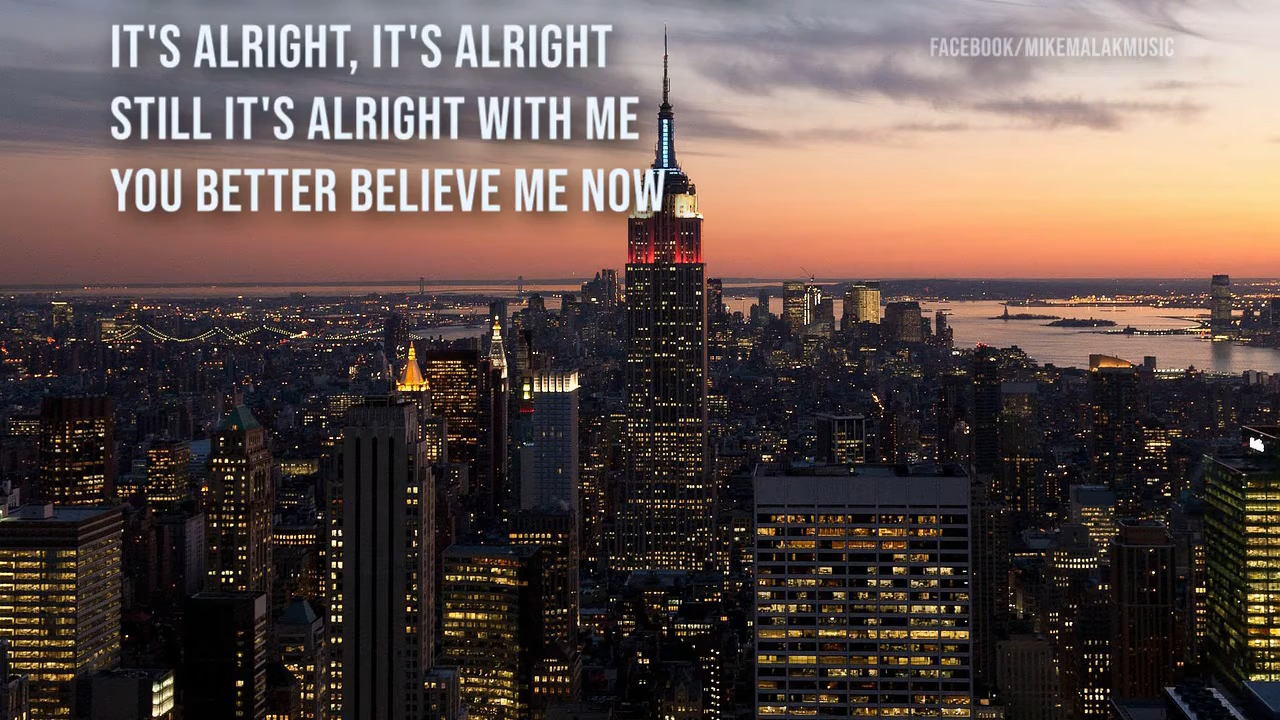 IT'S ALRIGHT, IT'S ALRIGHT
STILL IT'S ALRIGHT WITH ME
YOU BETTER BELIEVE ME NOW
FACEBOOK/MIKEMALAKMUSIC